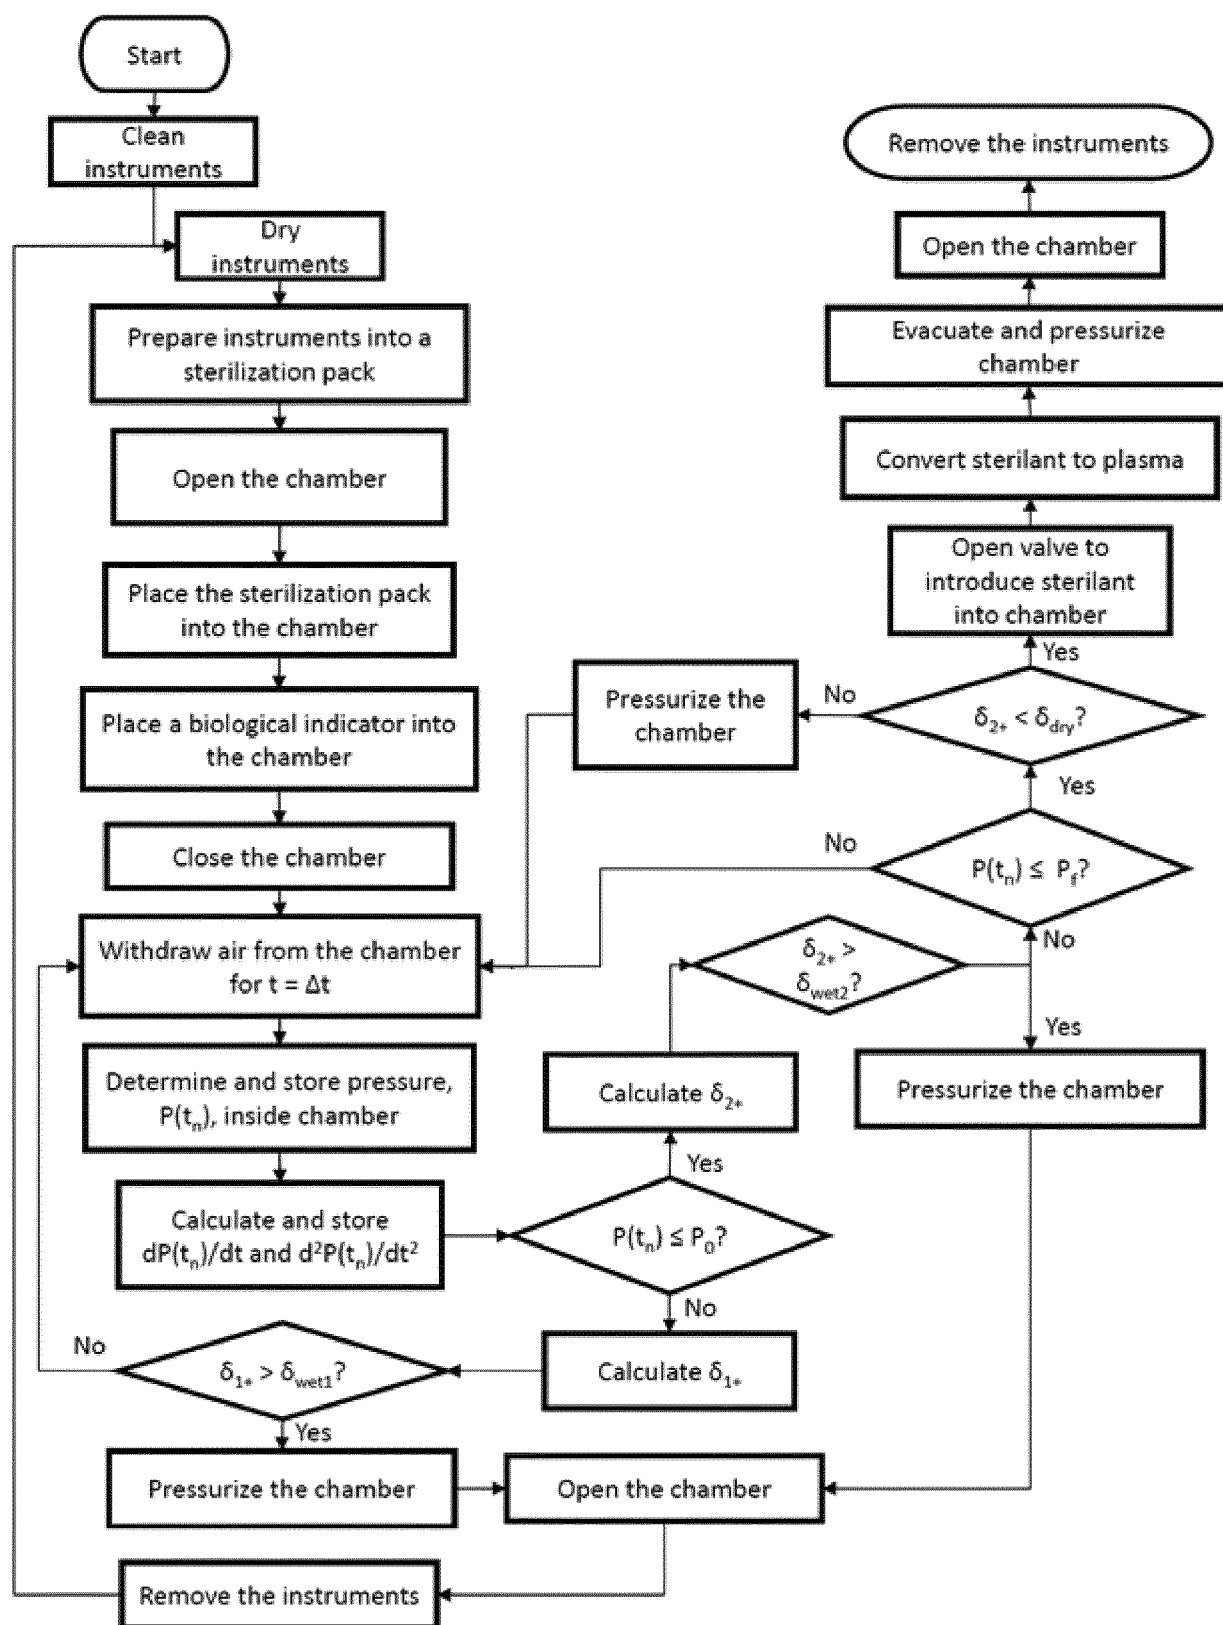 Start
Clean
instruments
Dry
instruments
Prepare instruments into a
sterilization pack
Open the chamber
Place the sterilization pack
into the chamber
Place a biological indicator into
the chamber
Close the chamber
Withdraw air from the chamber
for t = Δt
Determine and store pressure,
P(tₙ), inside chamber
Calculate and store
dP(tₙ)/dt and d²P(tₙ)/dt²
P(tₙ) ≤ P₀?
Yes
No
Calculate δ₁*
δ₁* > δwet1?
No
Yes
Pressurize the chamber
Open the chamber
Remove the instruments
Calculate δ₂*
δ₂* >
δwet2?
No
Yes
Pressurize the chamber
P(tₙ) ≤ Pf?
No
Yes
δ₂* < δdry?
No
Yes
Pressurize the
chamber
Open valve to
introduce sterilant
into chamber
Convert sterilant to plasma
Evacuate and pressurize
chamber
Open the chamber
Remove the instruments